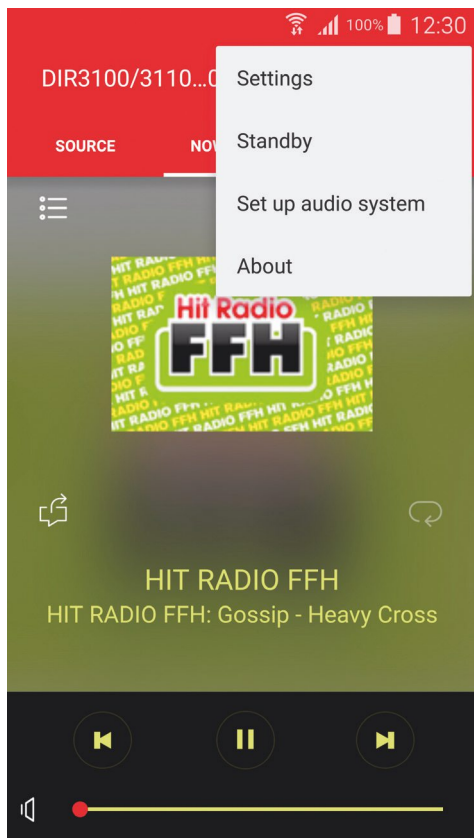 100% 12:30
DIR3100/3110...0
Settings
Standby
Set up audio system
About
SOURCE
NOW
Hit Radio
FFH
HIT RADIO FFH
HIT RADIO FFH: Gossip - Heavy Cross